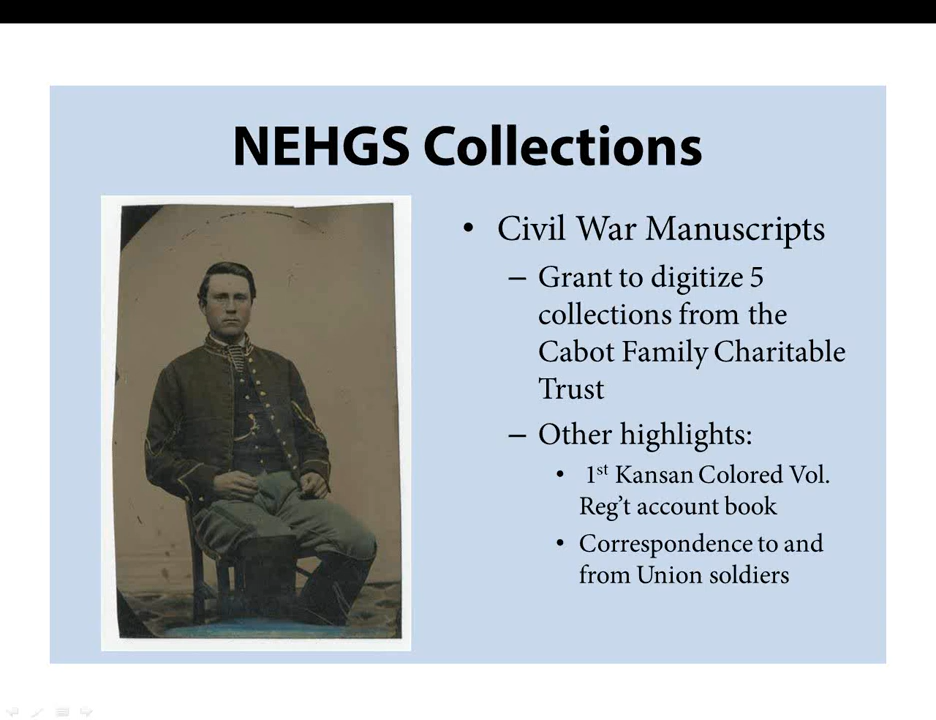 NEHGS Collections
• Civil War Manuscripts
– Grant to digitize 5
collections from the
Cabot Family Charitable
Trust
– Other highlights:
• 1st Kansan Colored Vol.
Reg’t account book
• Correspondence to and
from Union soldiers